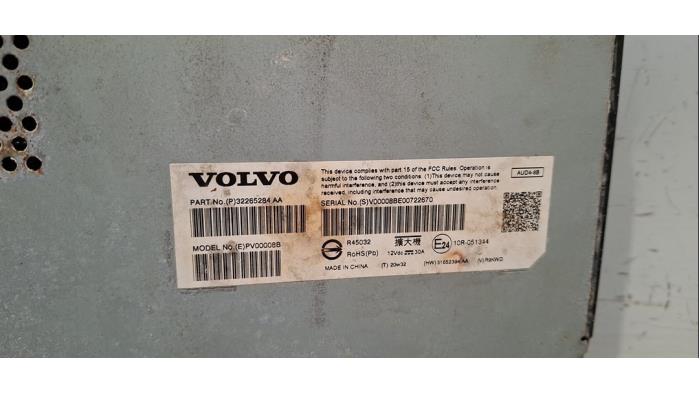 VOLVO
This device complies with part 15 of the FCC Rules. Operation is
subject to the following two conditions. (1)This device may not cause
harmful interference, and (2)this device must accept any interference
received, including interference that may cause undesired operation.
AUD4-8B
PART No.(P)32265284 AA
SERIAL No.(S)V00008BE00722670
MODEL No.(E)PV00008B
R45032
RoHS(Pb)
擴大機
12Vdc 30A
E24
10R-051344
MADE IN CHINA
(T) 20w32
(HW) 31652394 AA